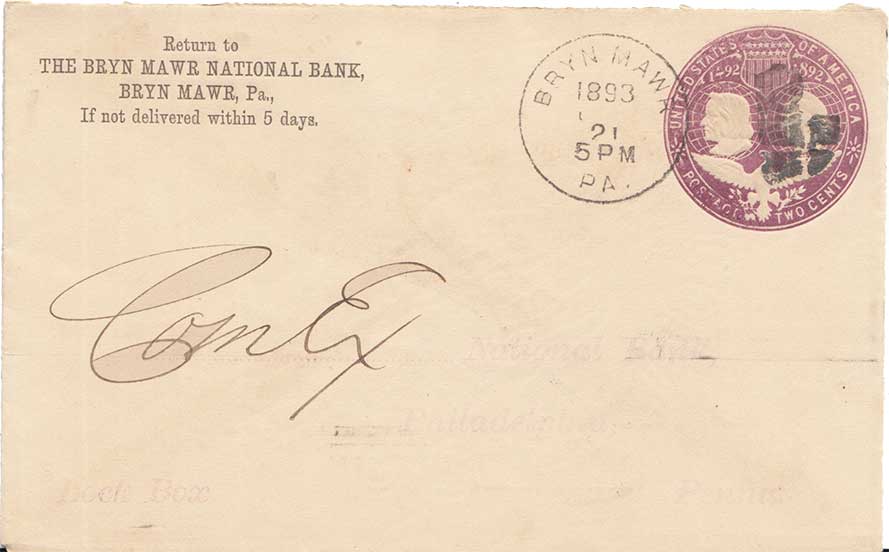 Return to
THE BRYN MAWR NATIONAL BANK,
BRYN MAWR, Pa.,
If not delivered within 5 days.
BRYN MAWR
1893
21
5 PM
PA.
UNITED STATES OF AMERICA
1492 1892
POSTAGE TWO CENTS
Com Ex
National Bank
Philadelphia,
Lock Box Penna.